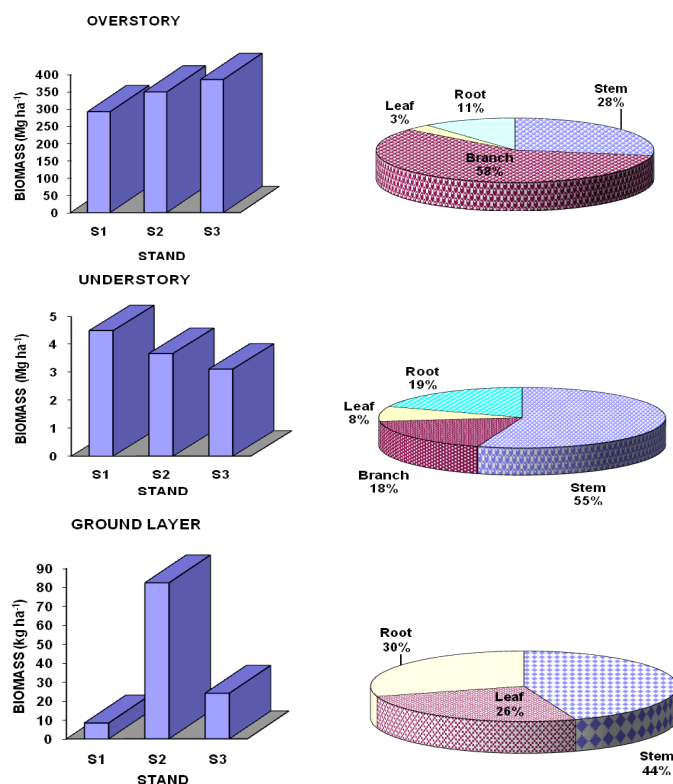 OVERSTORY
BIOMASS (Mg ha-¹)
400
350
300
250
200
150
100
50
0
S1 S2 S3
STAND
Leaf
3%
Root
11%
Stem
28%
Branch
58%
UNDERSTORY
BIOMASS (Mg ha-¹)
5
4
3
2
1
0
S1 S2 S3
STAND
Root
19%
Leaf
8%
Branch
18%
Stem
55%
GROUND LAYER
BIOMASS (kg ha-¹)
90
80
70
60
50
40
30
20
10
0
S1 S2 S3
STAND
Root
30%
Leaf
26%
Stem
44%